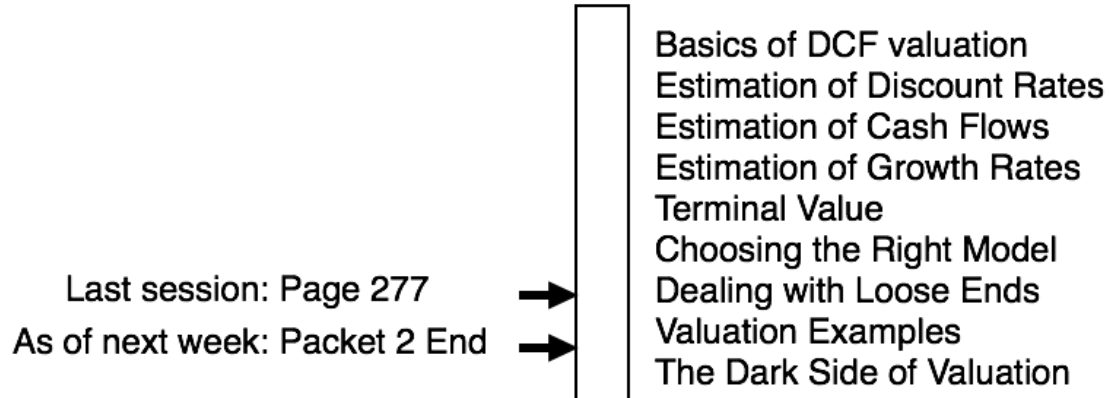 Basics of DCF valuation
Estimation of Discount Rates
Estimation of Cash Flows
Estimation of Growth Rates
Terminal Value
Choosing the Right Model
Last session: Page 277
Dealing with Loose Ends
As of next week: Packet 2 End
Valuation Examples
The Dark Side of Valuation